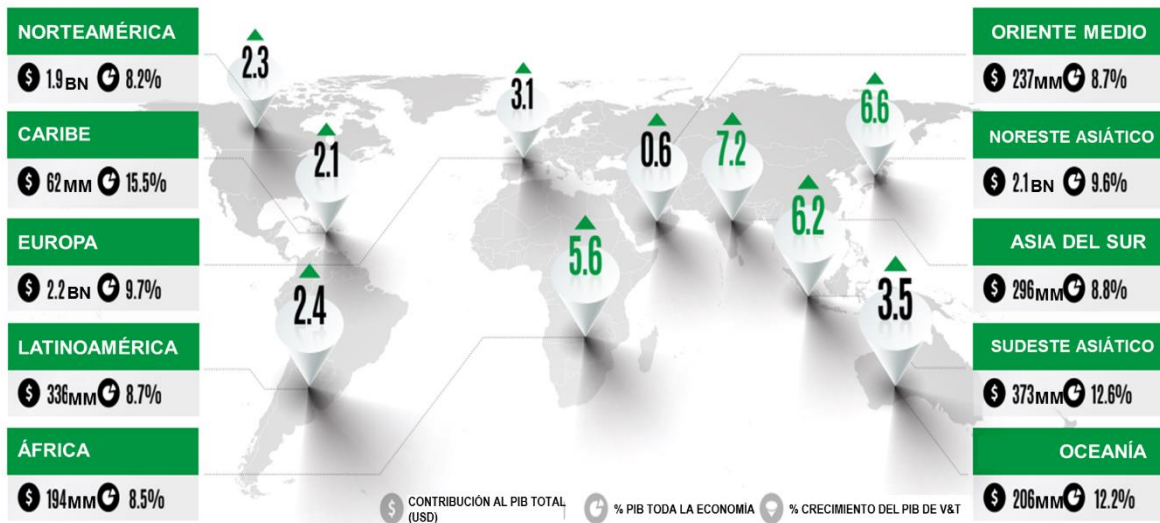 NORTEAMÉRICA
$ 1.9BN 8.2%
CARIBE
$ 62MM 15.5%
EUROPA
$ 2.2BN 9.7%
LATINOAMÉRICA
$ 336MM 8.7%
ÁFRICA
$ 194MM 8.5%
2.3
2.1
3.1
2.4
5.6
0.6
7.2
6.6
6.2
3.5
ORIENTE MEDIO
$ 237MM 8.7%
NORESTE ASIÁTICO
$ 2.1BN 9.6%
ASIA DEL SUR
$ 296MM 8.8%
SUDESTE ASIÁTICO
$ 373MM 12.6%
OCEANÍA
$ 206MM 12.2%
$ CONTRIBUCIÓN AL PIB TOTAL
(USD)
% PIB TODA LA ECONOMÍA
% CRECIMIENTO DEL PIB DE V&T